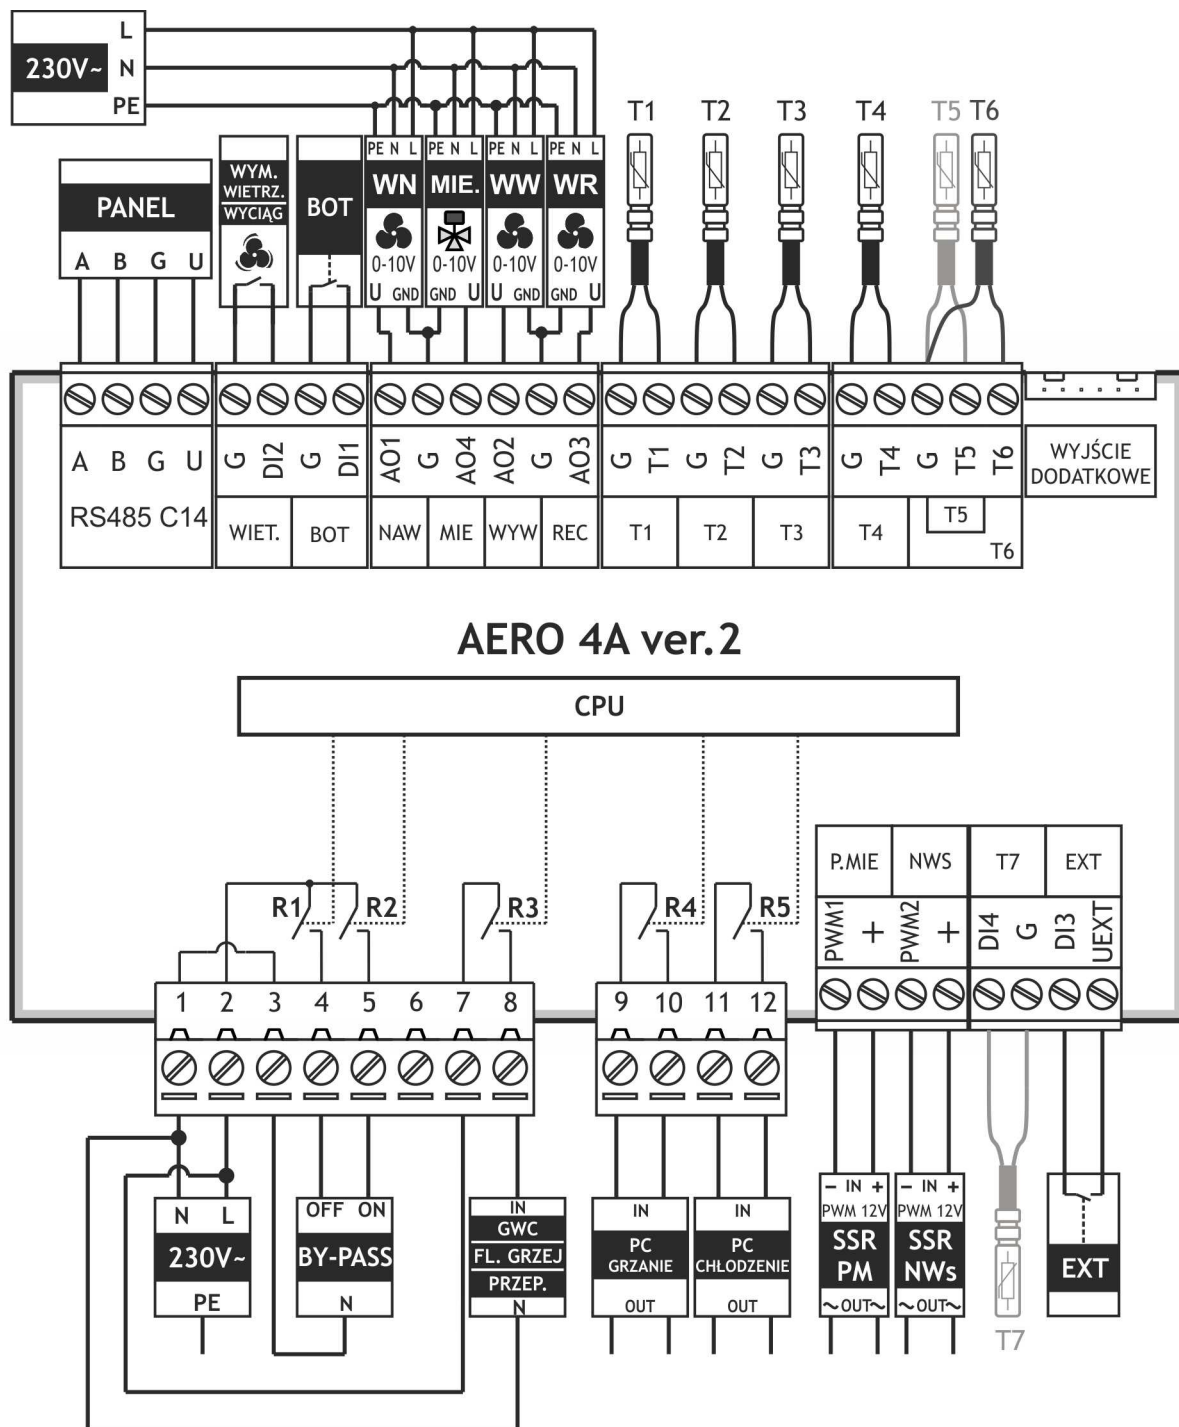 L
230V~ N
PE
T1 T2 T3 T4 T5 T6
PE N L PE N L PE N L PE N L
WYM.
WIETRZ.
WYCIĄG
BOT
WN MIE. WW WR
PANEL
0-10V 0-10V 0-10V 0-10V
A B G U
U GND GND U U GND GND U
A B G U G DI2 G DI1 AO1 G AO4 AO2 G AO3 G T1 G T2 G T3 G T4 G T5 T6
WYJŚCIE
DODATKOWE
RS485 C14
WIET. BOT NAW MIE WYW REC T1 T2 T3 T4 T5
T6
AERO 4A ver.2
CPU
P.MIE NWS T7 EXT
R1 R2 R3 R4 R5
PWM1 + PWM2 + DI4 G DI3 UEXT
1 2 3 4 5 6 7 8 9 10 11 12
N L
230V~
PE
OFF ON
BY-PASS
N
IN
GWC
FL. GRZEJ
PRZEP.
N
IN
PC
GRZANIE
OUT
IN
PC
CHŁODZENIE
OUT
– IN +
PWM 12V
SSR
PM
~OUT~
– IN +
PWM 12V
SSR
NWs
~OUT~
T7
EXT